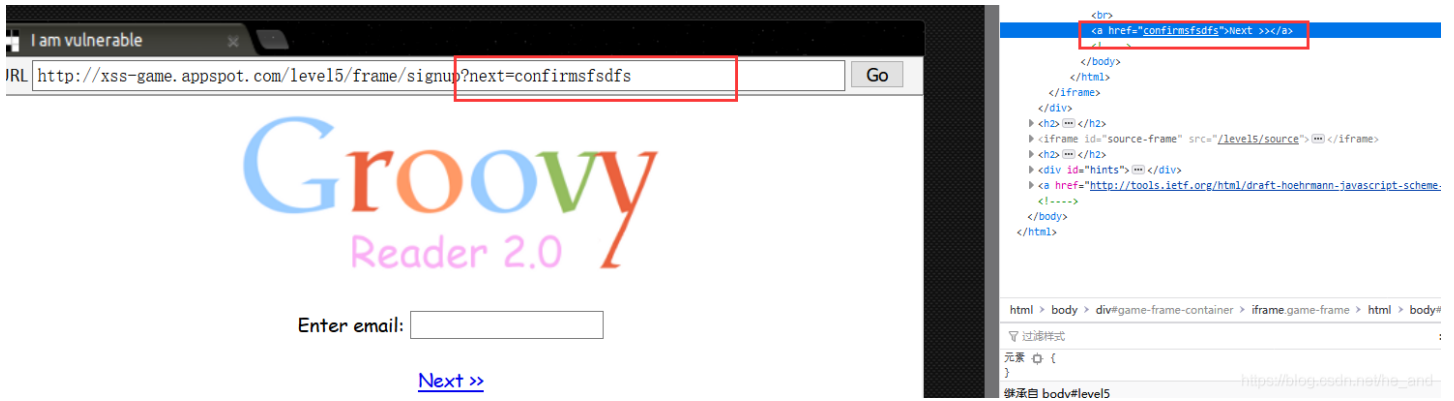 I am vulnerable
URL http://xss-game.appspot.com/level5/frame/signup?next=confirmsfsdfs Go
Groovy
Reader 2.0
Enter email:
Next >>
<br>
<a href="confirmsfsdfs">Next >></a>
<!---->
</body>
</html>
</iframe>
</div>
<h2></h2>
<iframe id="source-frame" src="/level5/source"></iframe>
<h2></h2>
<div id="hints"></div>
<a href="http://tools.ietf.org/html/draft-hoehrmann-javascript-scheme-
<!---->
</body>
</html>
html > body > div#game-frame-container > iframe.game-frame > html > body#
过滤样式
元素 {
}
继承自 body#level5
https://blog.csdn.net/he_and